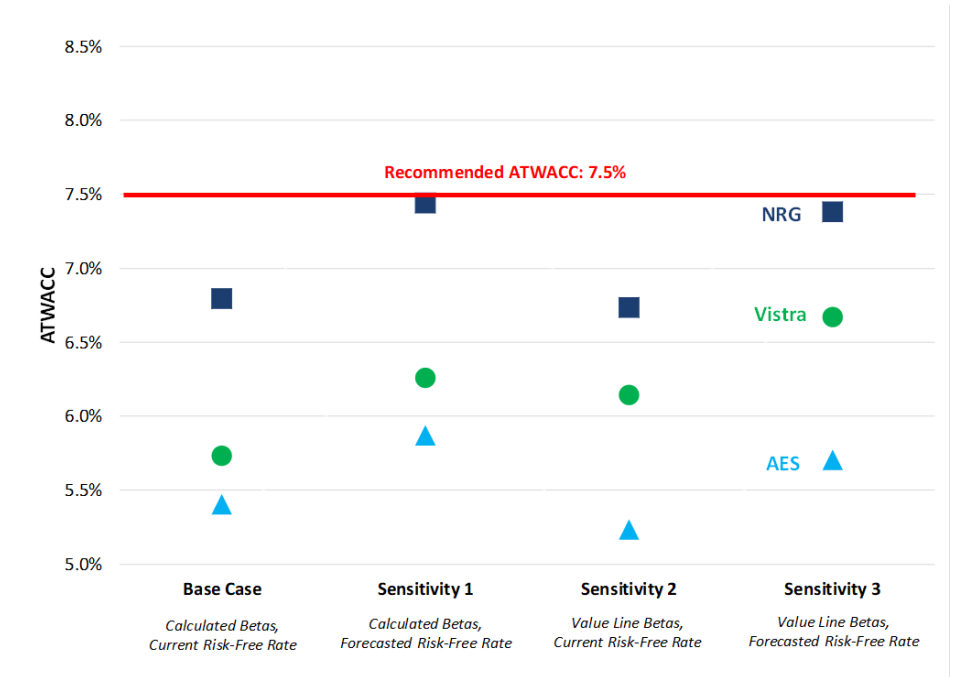 8.5%
8.0%
Recommended ATWACC: 7.5%
7.5%
NRG
7.0%
ATWACC
Vistra
6.5%
6.0%
AES
5.5%
5.0%
Base Case
Sensitivity 1
Sensitivity 2
Sensitivity 3
Calculated Betas,
Current Risk-Free Rate
Calculated Betas,
Forecasted Risk-Free Rate
Value Line Betas,
Current Risk-Free Rate
Value Line Betas,
Forecasted Risk-Free Rate